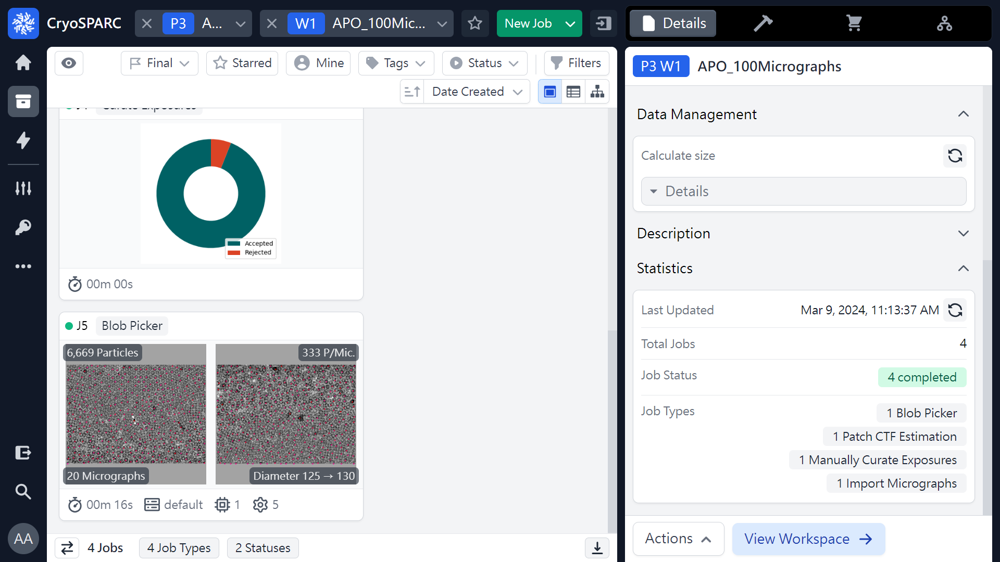 CryoSPARC
P3 A...
W1 APO_100Mic...
New Job
Details
Final
Starred
Mine
Tags
Status
Filters
Date Created
Accepted
Rejected
00m 00s
J5 Blob Picker
6,669 Particles
333 P/Mic.
20 Micrographs
Diameter 125 → 130
00m 16s default 1 5
4 Jobs
4 Job Types
2 Statuses
AA
P3 W1 APO_100Micrographs
Data Management
Calculate size
Details
Description
Statistics
Last Updated Mar 9, 2024, 11:13:37 AM
Total Jobs 4
Job Status 4 completed
Job Types 1 Blob Picker
1 Patch CTF Estimation
1 Manually Curate Exposures
1 Import Micrographs
Actions
View Workspace